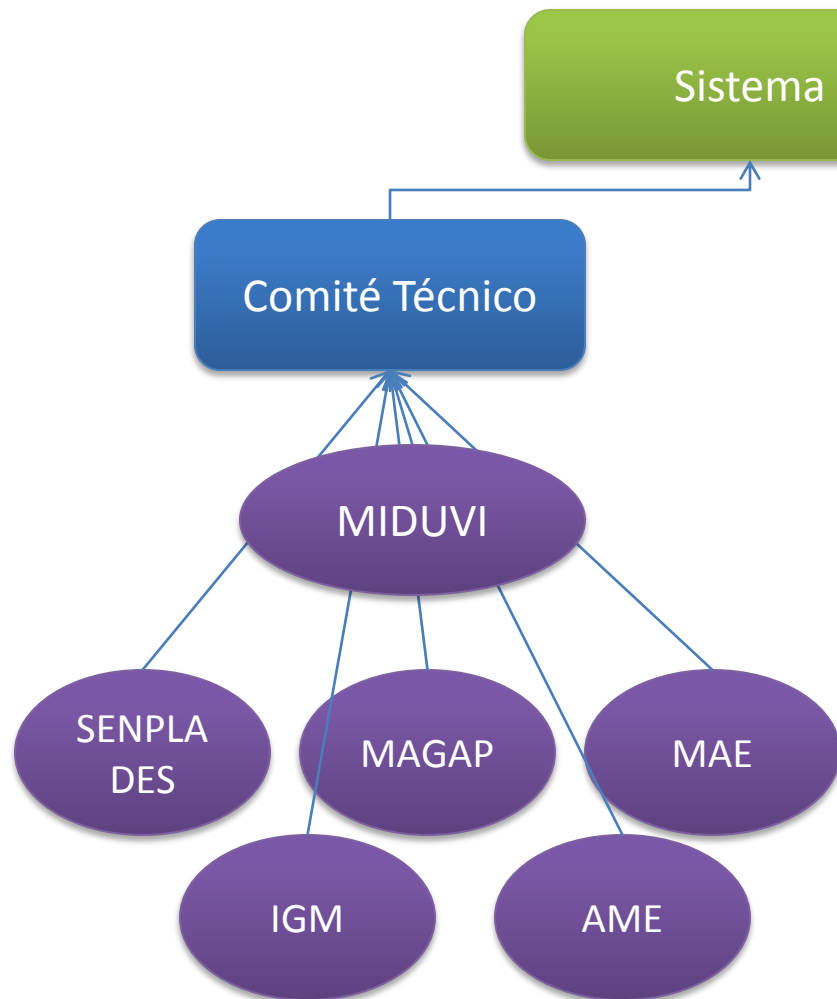 Sistema
Comité Técnico
MIDUVI
SENPLA
DES
MAGAP
MAE
IGM
AME